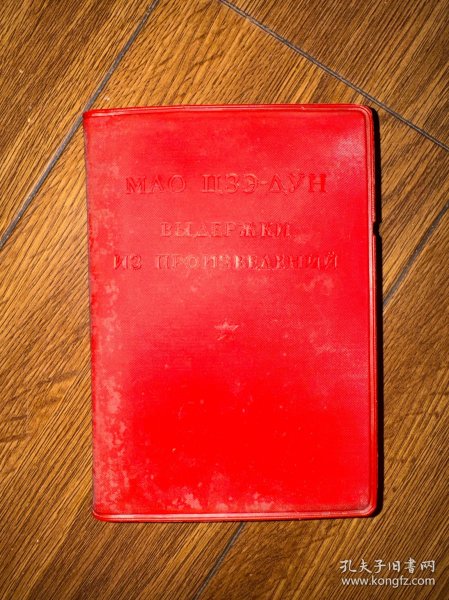 МАО ЦЗЭ-ДУН
ВЫДЕРЖКИ
ИЗ ПРОИЗВЕДЕНИЙ
孔夫子旧书网
www.kongfz.com